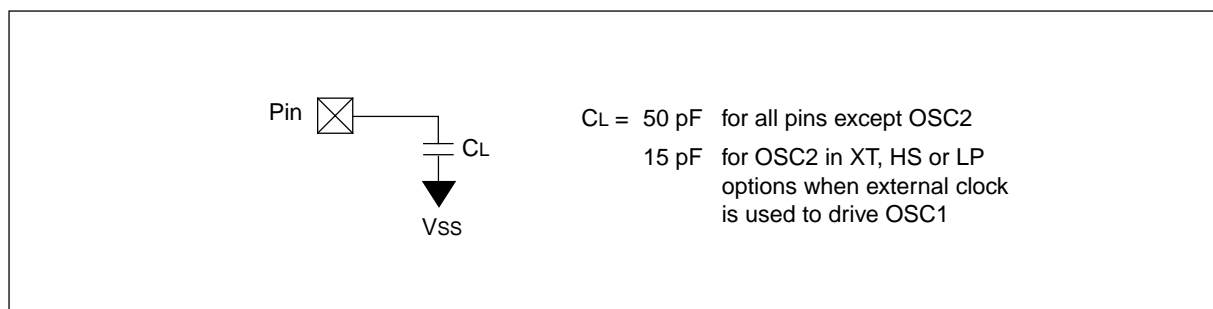 Pin
CL
VSS
CL = 50 pF for all pins except OSC2
15 pF for OSC2 in XT, HS or LP
options when external clock
is used to drive OSC1